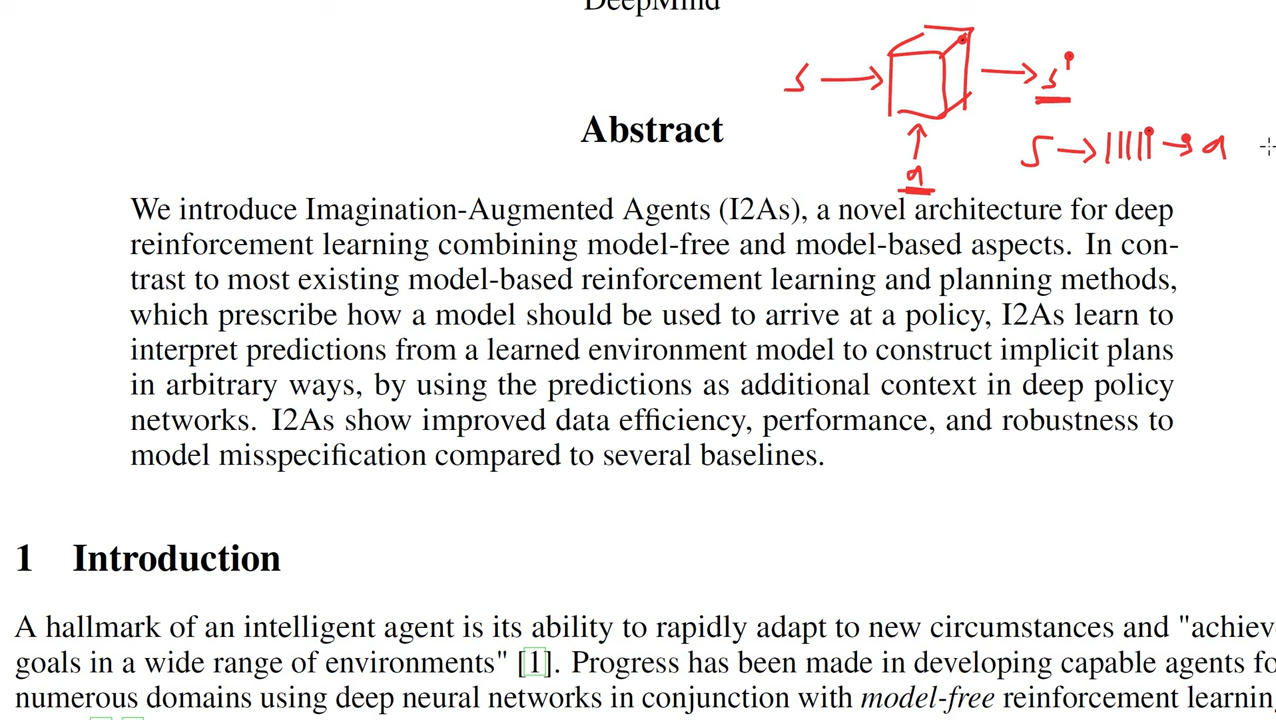 DeepMind
s → → s'
s → → a
a
Abstract
We introduce Imagination-Augmented Agents (I2As), a novel architecture for deep
reinforcement learning combining model-free and model-based aspects. In con-
trast to most existing model-based reinforcement learning and planning methods,
which prescribe how a model should be used to arrive at a policy, I2As learn to
interpret predictions from a learned environment model to construct implicit plans
in arbitrary ways, by using the predictions as additional context in deep policy
networks. I2As show improved data efficiency, performance, and robustness to
model misspecification compared to several baselines.
1 Introduction
A hallmark of an intelligent agent is its ability to rapidly adapt to new circumstances and "achiev
goals in a wide range of environments" [1]. Progress has been made in developing capable agents fo
numerous domains using deep neural networks in conjunction with model-free reinforcement learning